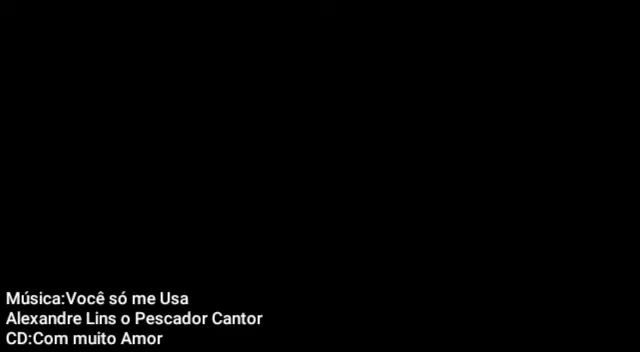 Música:Você só me Usa
Alexandre Lins o Pescador Cantor
CD:Com muito Amor